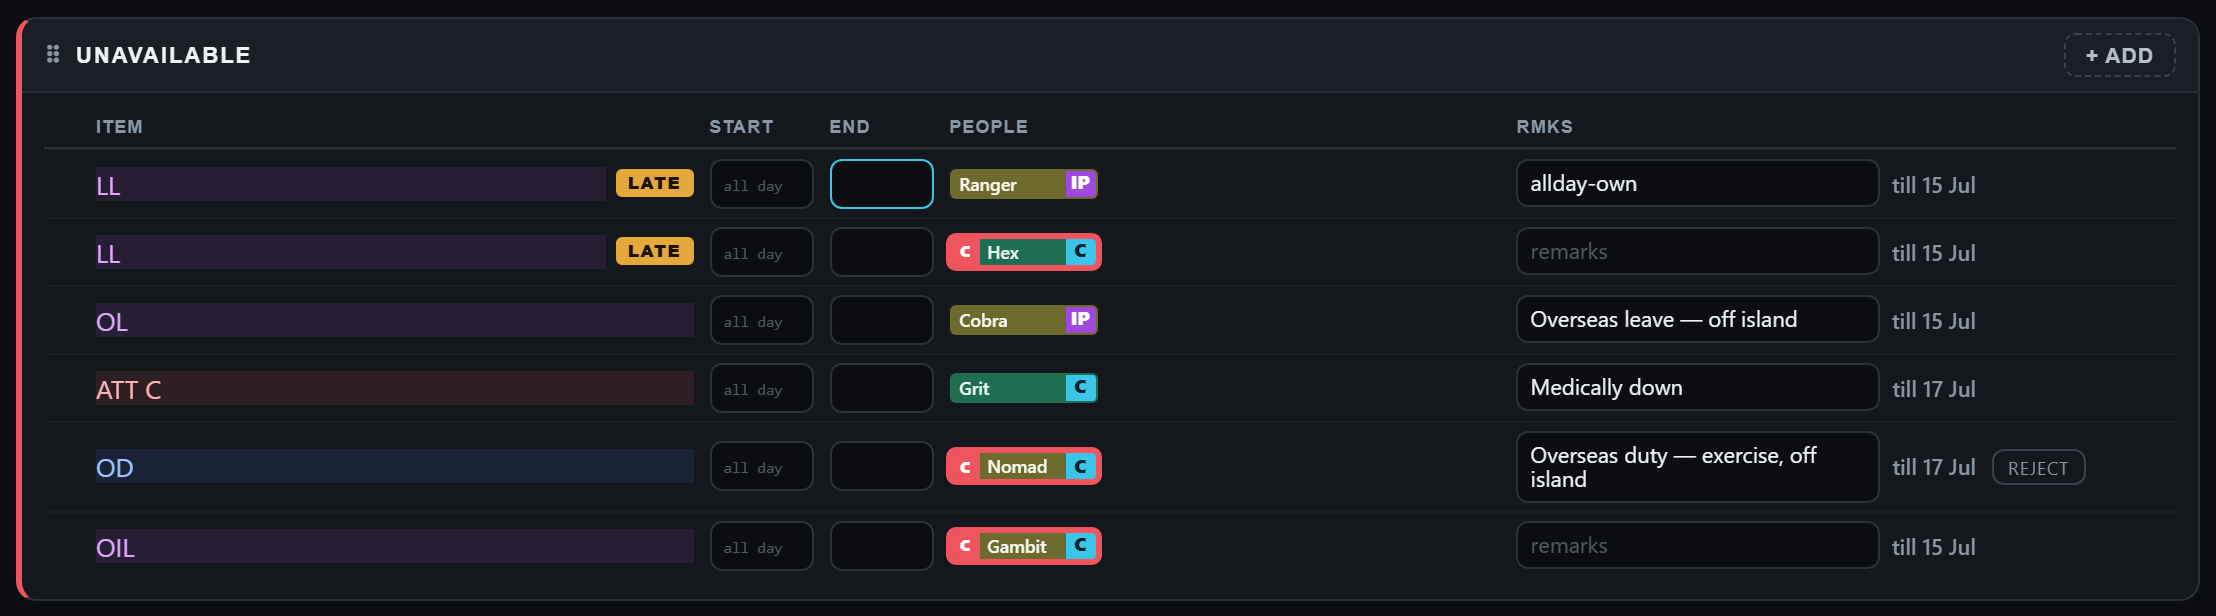 UNAVAILABLE
+ ADD
ITEM START END PEOPLE RMKS
LL LATE all day Ranger IP allday-own till 15 Jul
LL LATE all day C Hex C remarks till 15 Jul
OL all day Cobra IP Overseas leave — off island till 15 Jul
ATT C all day Grit C Medically down till 17 Jul
OD all day C Nomad C Overseas duty — exercise, off island till 17 Jul REJECT
OIL all day C Gambit C remarks till 15 Jul